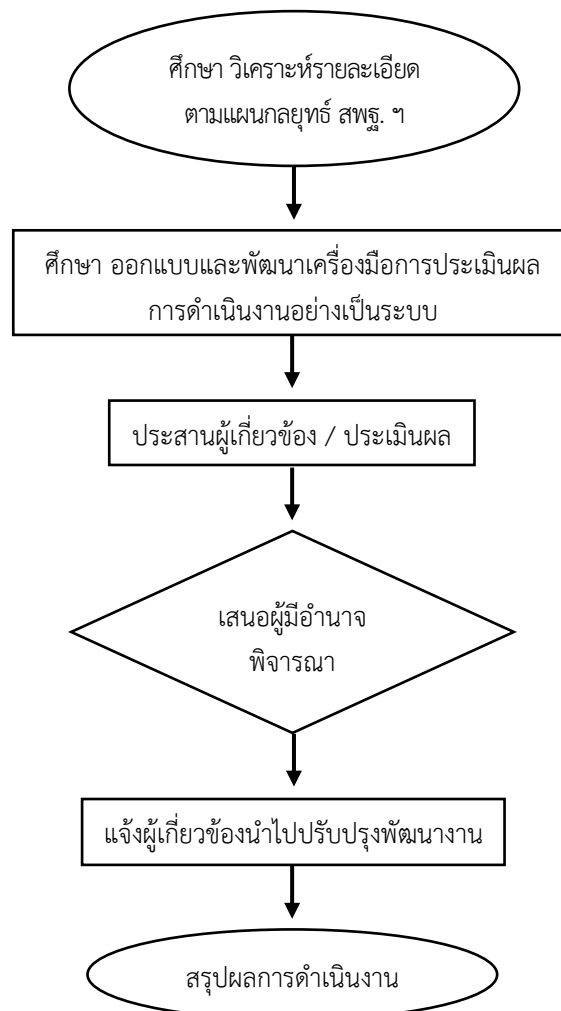 ศึกษา วิเคราะห์รายละเอียด
ตามแผนกลยุทธ์ สพฐ. ฯ
ศึกษา ออกแบบและพัฒนาเครื่องมือการประเมินผล
การดำเนินงานอย่างเป็นระบบ
ประสานผู้เกี่ยวข้อง / ประเมินผล
เสนอผู้มีอำนาจ
พิจารณา
แจ้งผู้เกี่ยวข้องนำไปปรับปรุงพัฒนางาน
สรุปผลการดำเนินงาน